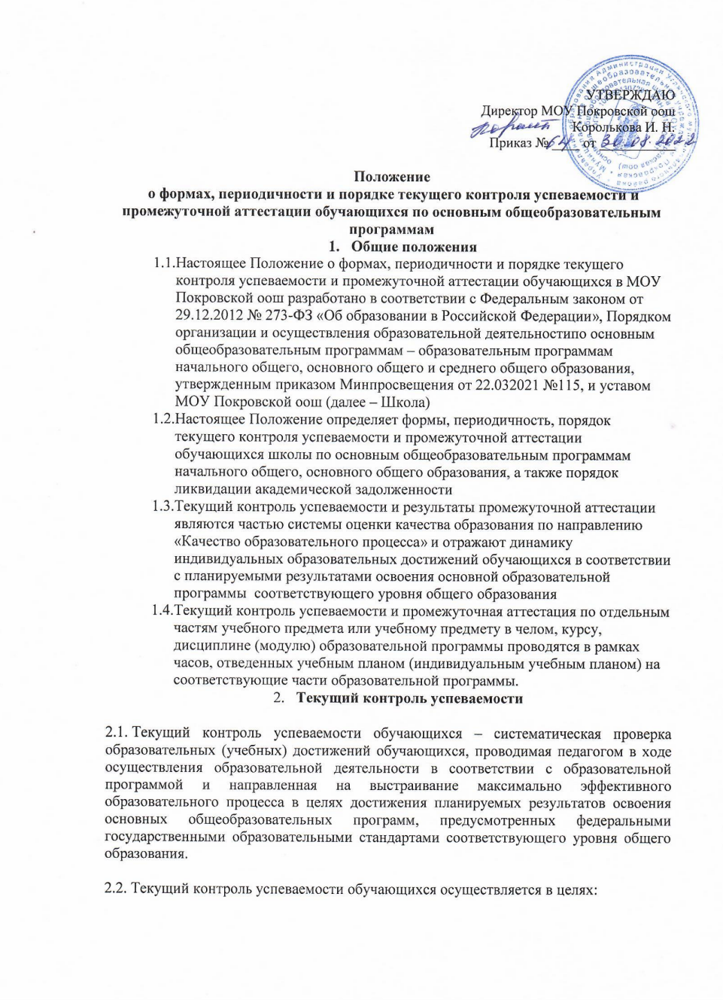 УТВЕРЖДАЮ
Директор МОУ Покровской оош
Королькова И. Н.
Приказ № 64 от 30.08.2022
Положение
о формах, периодичности и порядке текущего контроля успеваемости и
промежуточной аттестации обучающихся по основным общеобразовательным
программам
1. Общие положения
1.1.Настоящее Положение о формах, периодичности и порядке текущего
контроля успеваемости и промежуточной аттестации обучающихся в МОУ
Покровской оош разработано в соответствии с Федеральным законом от
29.12.2012 № 273-ФЗ «Об образовании в Российской Федерации», Порядком
организации и осуществления образовательной деятельностипо основным
общеобразовательным программам – образовательным программам
начального общего, основного общего и среднего общего образования,
утвержденным приказом Минпросвещения от 22.032021 №115, и уставом
МОУ Покровской оош (далее – Школа)
1.2.Настоящее Положение определяет формы, периодичность, порядок
текущего контроля успеваемости и промежуточной аттестации
обучающихся школы по основным общеобразовательным программам
начального общего, основного общего образования, а также порядок
ликвидации академической задолженности
1.3.Текущий контроль успеваемости и результаты промежуточной аттестации
являются частью системы оценки качества образования по направлению
«Качество образовательного процесса» и отражают динамику
индивидуальных образовательных достижений обучающихся в соответствии
с планируемыми результатами освоения основной образовательной
программы соответствующего уровня общего образования
1.4.Текущий контроль успеваемости и промежуточная аттестация по отдельным
частям учебного предмета или учебному предмету в челом, курсу,
дисциплине (модулю) образовательной программы проводятся в рамках
часов, отведенных учебным планом (индивидуальным учебным планом) на
соответствующие части образовательной программы.
2. Текущий контроль успеваемости
2.1. Текущий контроль успеваемости обучающихся – систематическая проверка
образовательных (учебных) достижений обучающихся, проводимая педагогом в ходе
осуществления образовательной деятельности в соответствии с образовательной
программой и направленная на выстраивание максимально эффективного
образовательного процесса в целях достижения планируемых результатов освоения
основных общеобразовательных программ, предусмотренных федеральными
государственными образовательными стандартами соответствующего уровня общего
образования.
2.2. Текущий контроль успеваемости обучающихся осуществляется в целях: